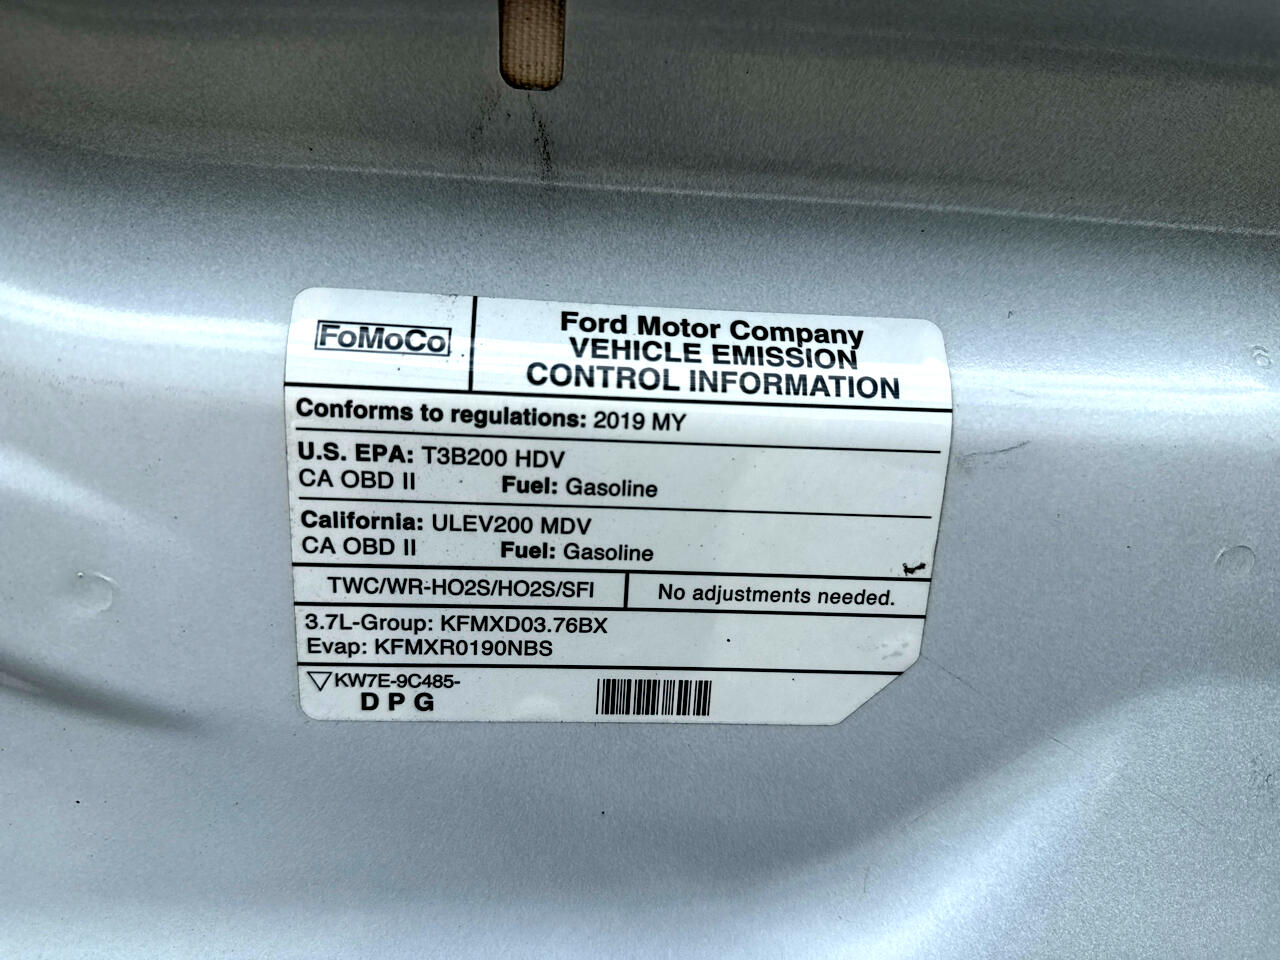 FoMoCo
Ford Motor Company
VEHICLE EMISSION
CONTROL INFORMATION
Conforms to regulations: 2019 MY
U.S. EPA: T3B200 HDV
CA OBD II Fuel: Gasoline
California: ULEV200 MDV
CA OBD II Fuel: Gasoline
TWC/WR-HO2S/HO2S/SFI No adjustments needed.
3.7L-Group: KFMXD03.76BX
Evap: KFMXR0190NBS
KW7E-9C485-
D P G